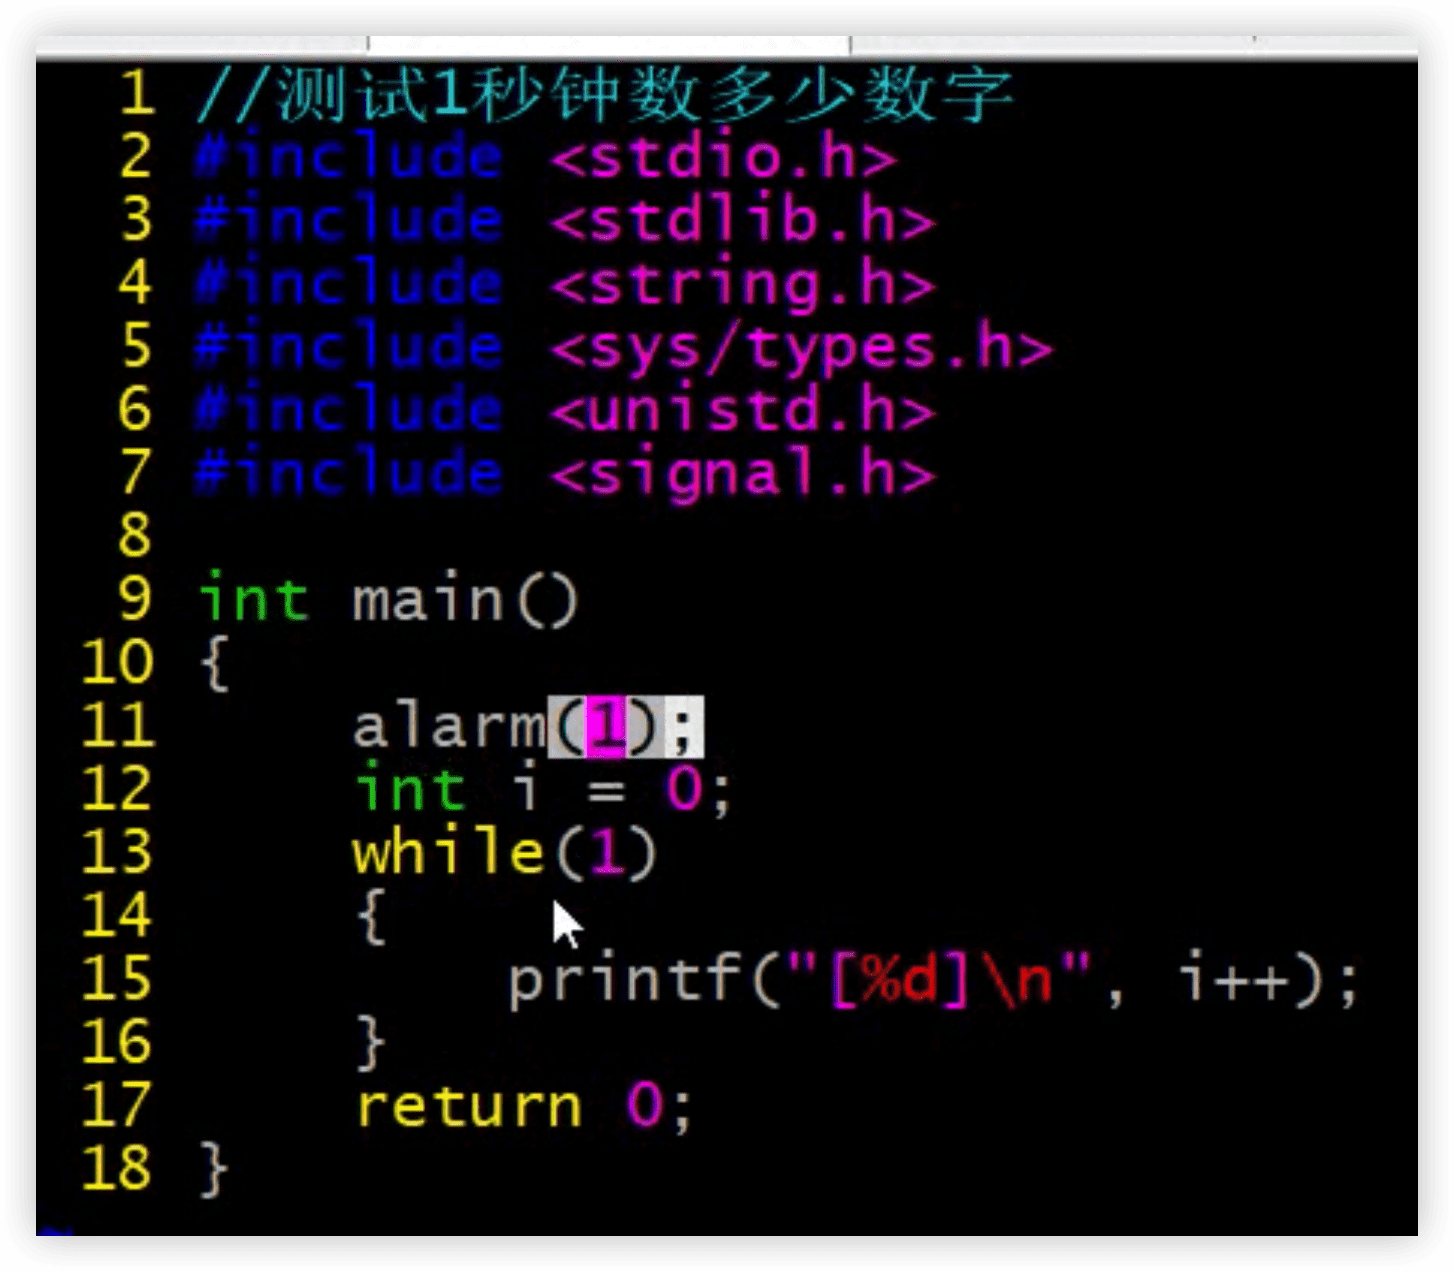 1 //测试1秒钟数多少数字
2 #include <stdio.h>
3 #include <stdlib.h>
4 #include <string.h>
5 #include <sys/types.h>
6 #include <unistd.h>
7 #include <signal.h>
8
9 int main()
10 {
11     alarm(1);
12     int i = 0;
13     while(1)
14     {
15         printf("[%d]\n", i++);
16     }
17     return 0;
18 }